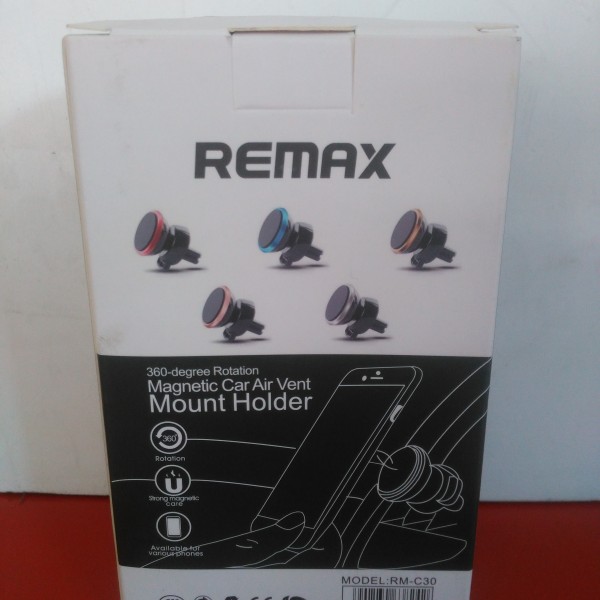 REMAX
360-degree Rotation
Magnetic Car Air Vent
Mount Holder
360°
Rotation
Strong magnetic
care
Available for
various phones
MODEL:RM-C30